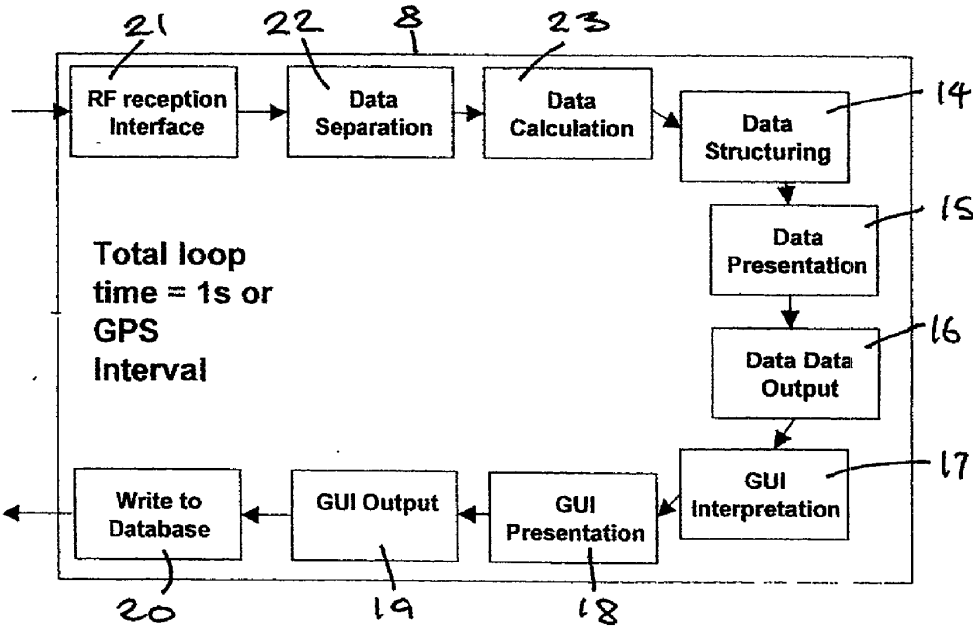 21
22
8
23
RF reception
Interface
Data
Separation
Data
Calculation
14
Data
Structuring
15
Data
Presentation
Total loop
time = 1s or
GPS
Interval
16
Data Data
Output
17
GUI
Interpretation
Write to
Database
GUI Output
GUI
Presentation
20
19
18